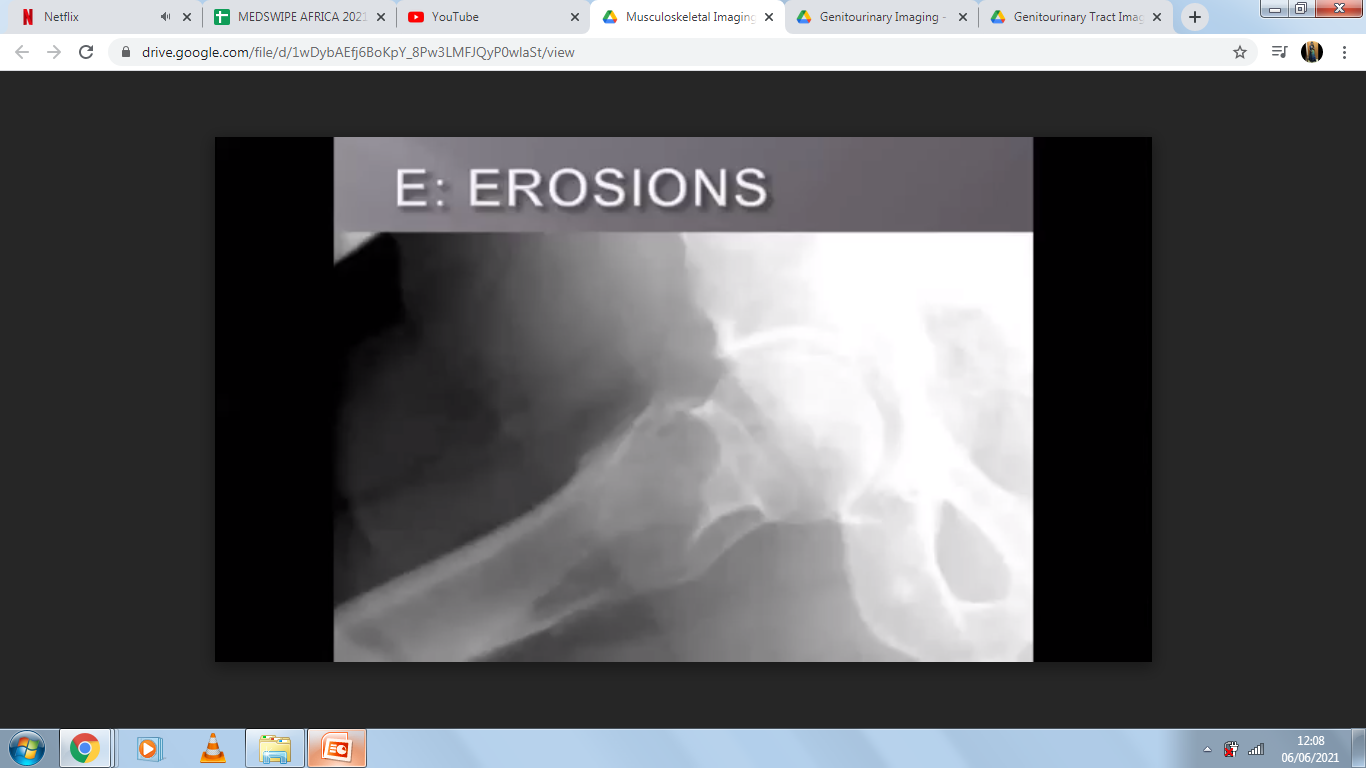 Netflix
MEDSWIPE AFRICA 2021
YouTube
Musculoskeletal Imaging
Genitourinary Imaging -
Genitourinary Tract Imag
drive.google.com/file/d/1wDybAEfj6BoKpY_8Pw3LMFJQyP0wlaSt/view
E: EROSIONS
12:08
06/06/2021